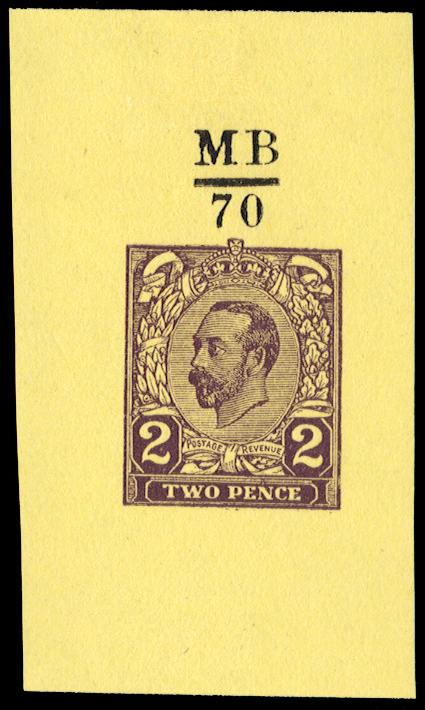 MB
70
2 POSTAGE REVENUE 2
TWO PENCE